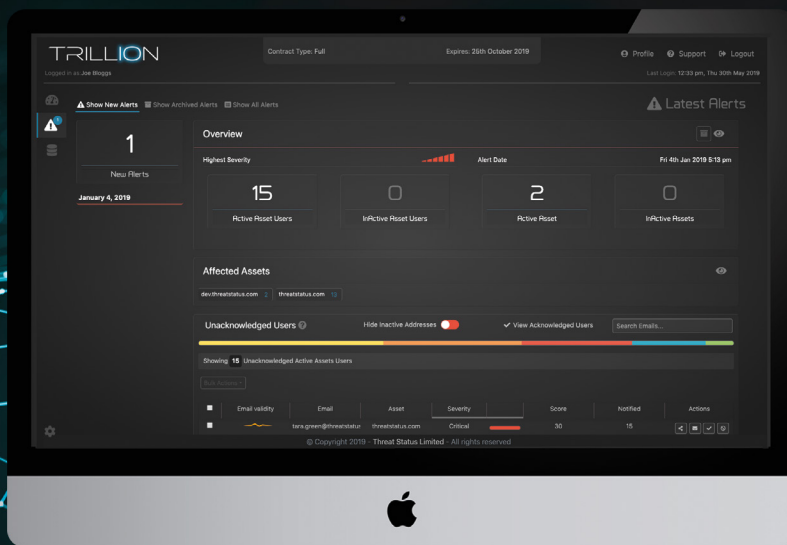 TRILLION
Contract Type: Full
Expires: 25th October 2019
Profile
Support
Logout
Logged in as Joe Bloggs
Last Login: 12:33 pm, Thu 30th May 2019
Show New Alerts
Show Archived Alerts
Show All Alerts
Latest Alerts
1
New Alerts
January 4, 2019
Overview
Highest Severity
Alert Date
Fri 4th Jan 2019 5:13 pm
15
Active Asset Users
0
InActive Asset Users
2
Active Asset
0
InActive Assets
Affected Assets
dev.threatstatus.com
threatstatus.com
Unacknowledged Users
Hide Inactive Addresses
View Acknowledged Users
Search Emails...
Showing 15 Unacknowledged Active Assets Users
Bulk Actions
Email validity Email Asset Severity Score Notified Actions
tara.green@threatstatus threatstatus.com Critical 30 15
© Copyright 2019 - Threat Status Limited - All rights reserved